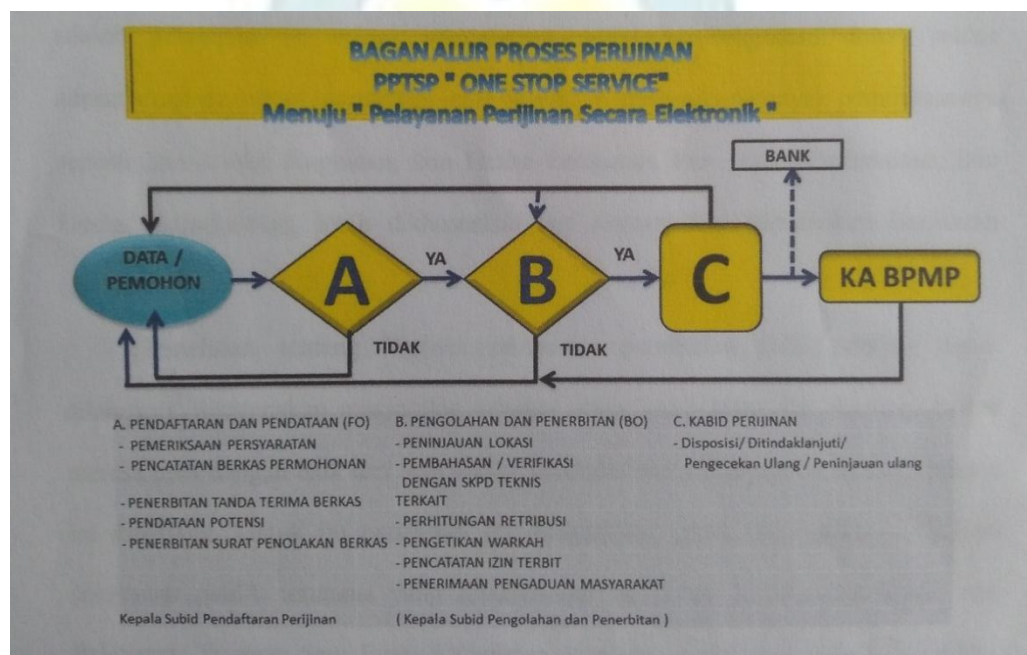 BAGAN ALUR PROSES PERIJINAN
PPTSP " ONE STOP SERVICE"
Menuju " Pelayanan Perijinan Secara Elektronik "
BANK
DATA /
PEMOHON
A
YA
B
YA
C
KA BPMP
TIDAK
TIDAK
A. PENDAFTARAN DAN PENDATAAN (FO)
- PEMERIKSAAN PERSYARATAN
- PENCATATAN BERKAS PERMOHONAN
- PENERBITAN TANDA TERIMA BERKAS
- PENDATAAN POTENSI
- PENERBITAN SURAT PENOLAKAN BERKAS
Kepala Subid Pendaftaran Perijinan
B. PENGOLAHAN DAN PENERBITAN (BO)
- PENINJAUAN LOKASI
- PEMBAHASAN / VERIFIKASI
DENGAN SKPD TEKNIS
TERKAIT
- PERHITUNGAN RETRIBUSI
- PENGETIKAN WARKAH
- PENCATATAN IZIN TERBIT
- PENERIMAAN PENGADUAN MASYARAKAT
( Kepala Subid Pengolahan dan Penerbitan )
C. KABID PERIJINAN
- Disposisi/ Ditindaklanjuti/
Pengecekan Ulang / Peninjauan ulang